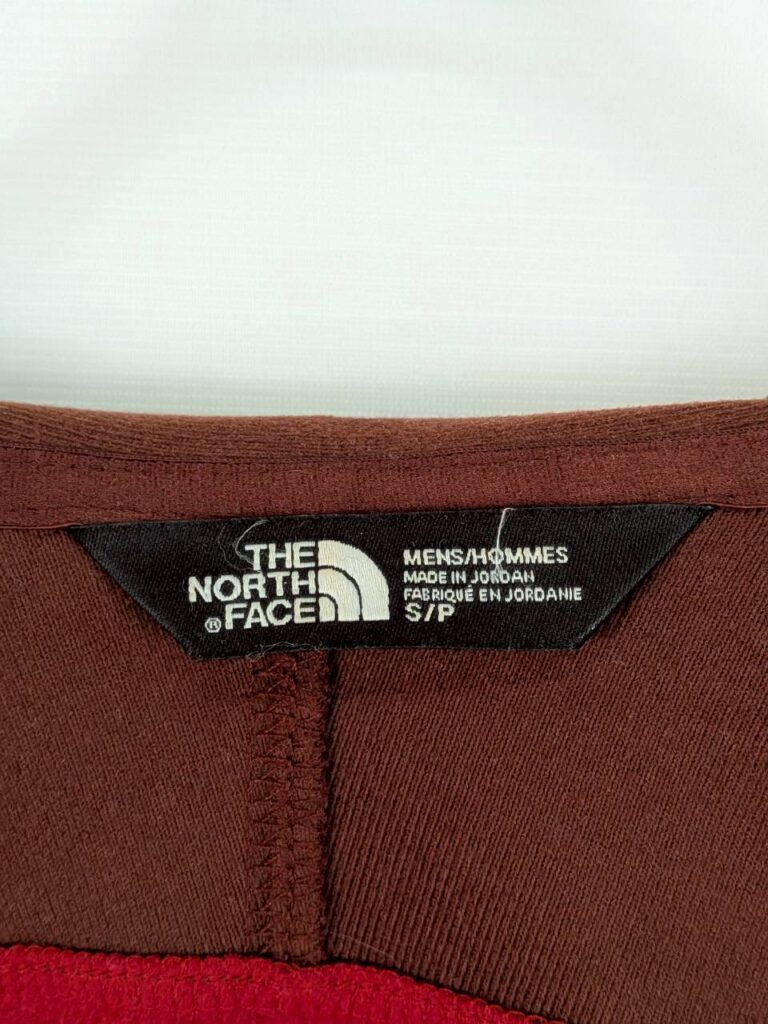 THE
NORTH
® FACE
MENS/HOMMES
MADE IN JORDAN
FABRIQUÉ EN JORDANIE
S/P